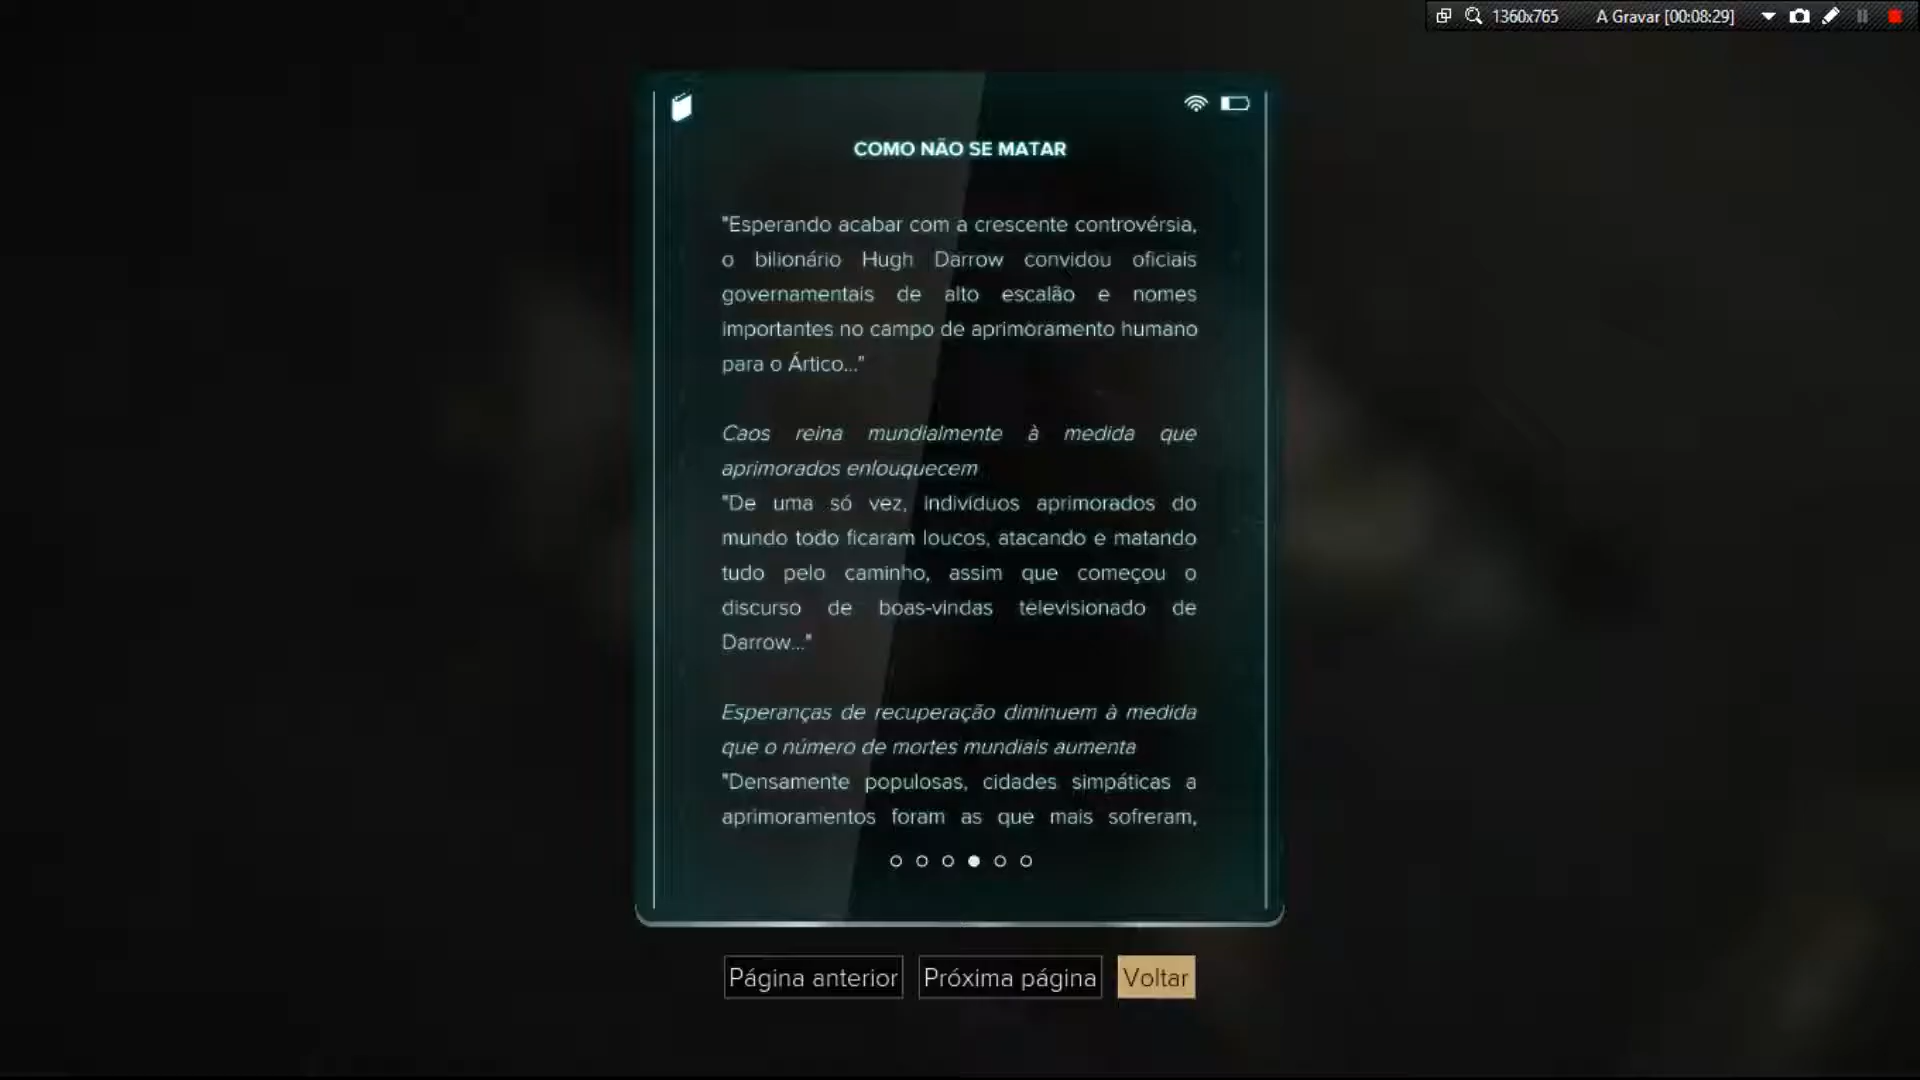 1360x765 A Gravar [00:08:29]
COMO NÃO SE MATAR
"Esperando acabar com a crescente controvérsia,
o bilionário Hugh Darrow convidou oficiais
governamentais de alto escalão e nomes
importantes no campo de aprimoramento humano
para o Ártico..."
Caos reina mundialmente à medida que
aprimorados enlouquecem
"De uma só vez, indivíduos aprimorados do
mundo todo ficaram loucos, atacando e matando
tudo pelo caminho, assim que começou o
discurso de boas-vindas televisionado de
Darrow..."
Esperanças de recuperação diminuem à medida
que o número de mortes mundiais aumenta
"Densamente populosas, cidades simpáticas a
aprimoramentos foram as que mais sofreram,
Página anterior Próxima página Voltar